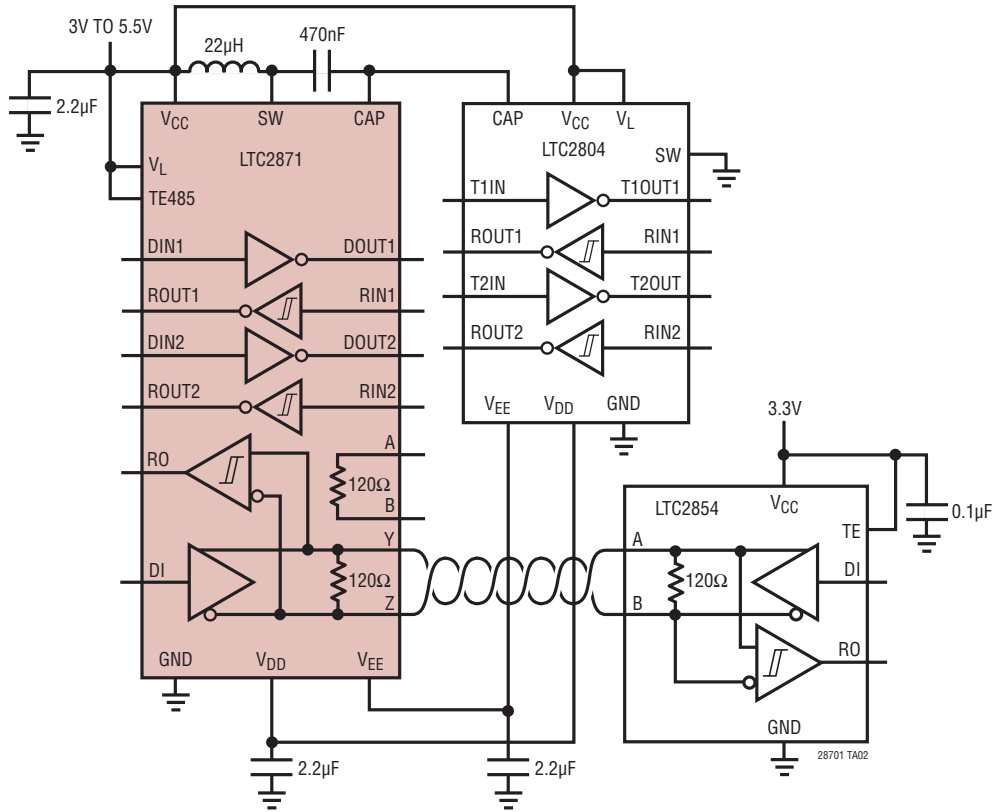 3V TO 5.5V
22µH
470nF
2.2µF
VCC
SW
CAP
LTC2871
VL
TE485
DIN1
DOUT1
ROUT1
RIN1
DIN2
DOUT2
ROUT2
RIN2
RO
A
120Ω
B
Y
DI
120Ω
Z
GND
VDD
VEE
2.2µF
2.2µF
CAP
VCC
VL
LTC2804
SW
T1IN
T1OUT1
ROUT1
RIN1
T2IN
T2OUT
ROUT2
RIN2
VEE
VDD
GND
3.3V
VCC
LTC2854
0.1µF
TE
A
120Ω
DI
B
RO
GND
28701 TA02